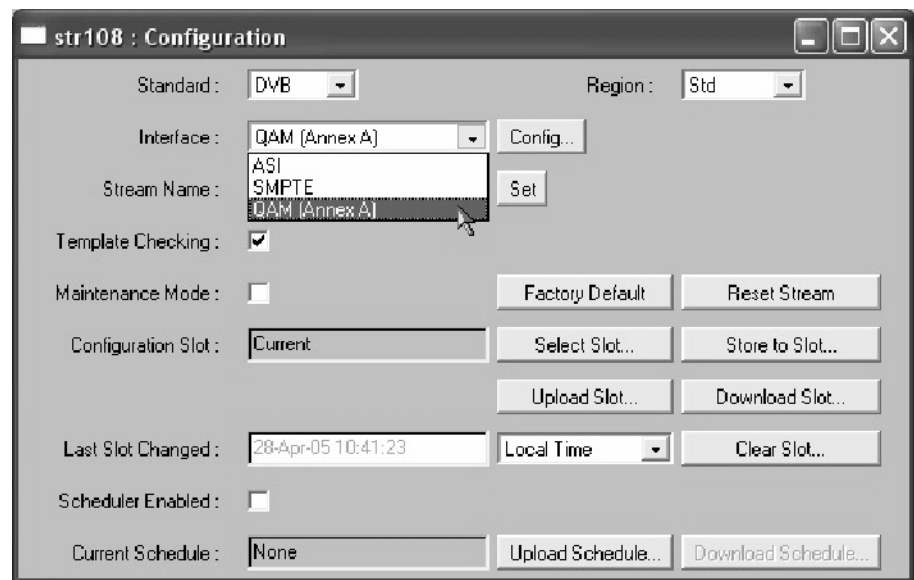 str108 : Configuration
Standard : DVB Region : Std
Interface : QAM (Annex A) Config...
ASI
Stream Name : SMPTE Set
QAM (Annex A)
Template Checking :
Maintenance Mode : Factory Default Reset Stream
Configuration Slot : Current Select Slot... Store to Slot...
Upload Slot... Download Slot...
Last Slot Changed : 28-Apr-05 10:41:23 Local Time Clear Slot...
Scheduler Enabled :
Current Schedule : None Upload Schedule... Download Schedule...